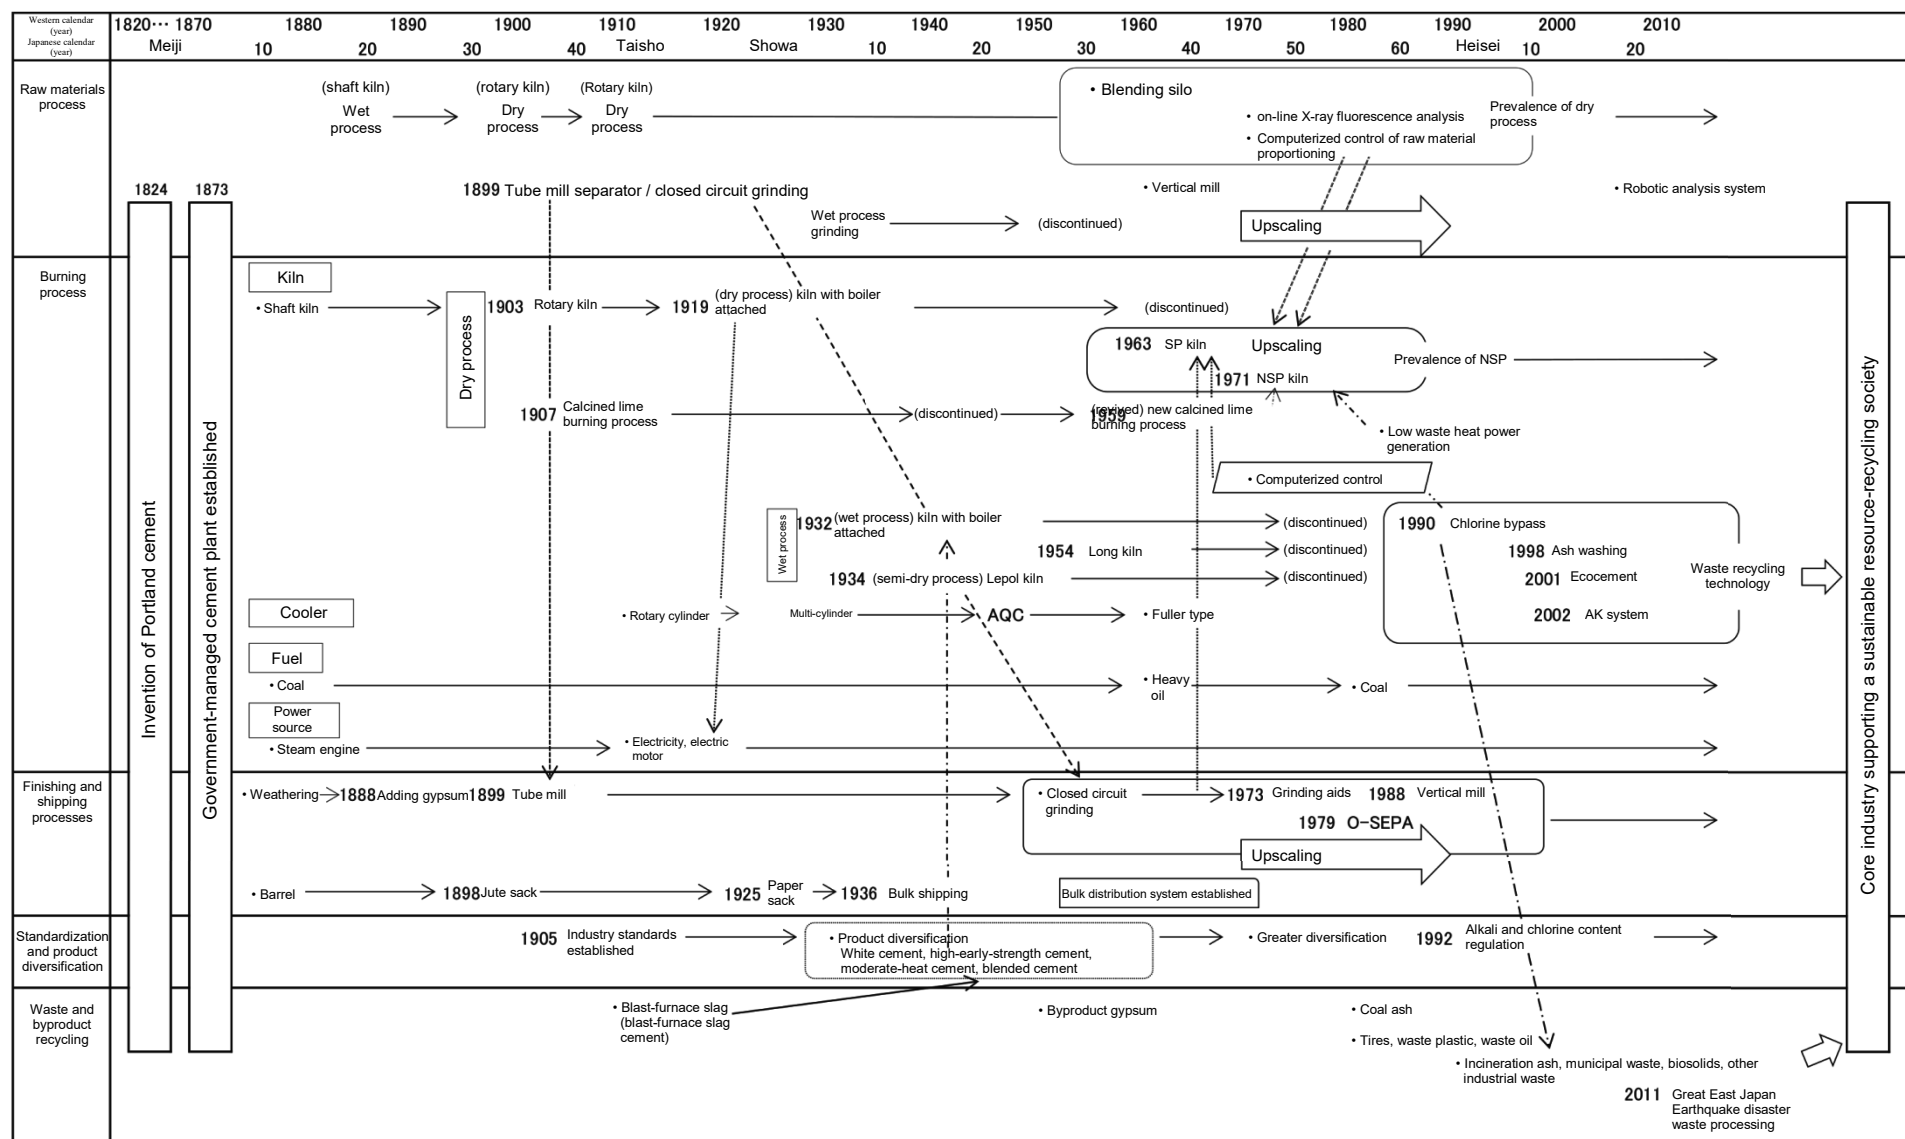 Western calendar
(year)
Japanese calendar
(year)
1820··· 1870 1880 1890 1900 1910 1920 1930 1940 1950 1960 1970 1980 1990 2000 2010
Meiji 10 20 30 40 Taisho Showa 10 20 30 40 50 60 Heisei 10 20
Raw materials
process
(shaft kiln)
Wet
process
(rotary kiln)
Dry
process
(Rotary kiln)
Dry
process
• Blending silo
• on-line X-ray fluorescence analysis
• Computerized control of raw material
proportioning
Prevalence of dry
process
1824
1873
1899 Tube mill separator / closed circuit grinding
• Vertical mill
• Robotic analysis system
Wet process
grinding
(discontinued)
Upscaling
Invention of Portland cement
Government-managed cement plant established
Core industry supporting a sustainable resource-recycling society
Burning
process
Kiln
• Shaft kiln
Dry process
1903 Rotary kiln
1919 (dry process) kiln with boiler
attached
(discontinued)
1963 SP kiln
Upscaling
1971 NSP kiln
Prevalence of NSP
1907 Calcined lime
burning process
(discontinued)
1959
(revived) new calcined lime
burning process
• Low waste heat power
generation
• Computerized control
Wet process
1932 (wet process) kiln with boiler
attached
(discontinued)
1954 Long kiln
(discontinued)
1934 (semi-dry process) Lepol kiln
(discontinued)
1990 Chlorine bypass
1998 Ash washing
2001 Ecocement
2002 AK system
Waste recycling
technology
Cooler
• Rotary cylinder
Multi-cylinder
AQC
• Fuller type
Fuel
• Coal
• Heavy
oil
• Coal
Power
source
• Steam engine
• Electricity, electric
motor
Finishing and
shipping
processes
• Weathering
1888 Adding gypsum
1899 Tube mill
• Closed circuit
grinding
1973 Grinding aids
1988 Vertical mill
1979 O-SEPA
Upscaling
• Barrel
1898 Jute sack
1925 Paper
sack
1936 Bulk shipping
Bulk distribution system established
Standardization
and product
diversification
1905 Industry standards
established
• Product diversification
White cement, high-early-strength cement,
moderate-heat cement, blended cement
• Greater diversification
1992 Alkali and chlorine content
regulation
Waste and
byproduct
recycling
• Blast-furnace slag
(blast-furnace slag
cement)
• Byproduct gypsum
• Coal ash
• Tires, waste plastic, waste oil
• Incineration ash, municipal waste, biosolids, other
industrial waste
2011 Great East Japan
Earthquake disaster
waste processing